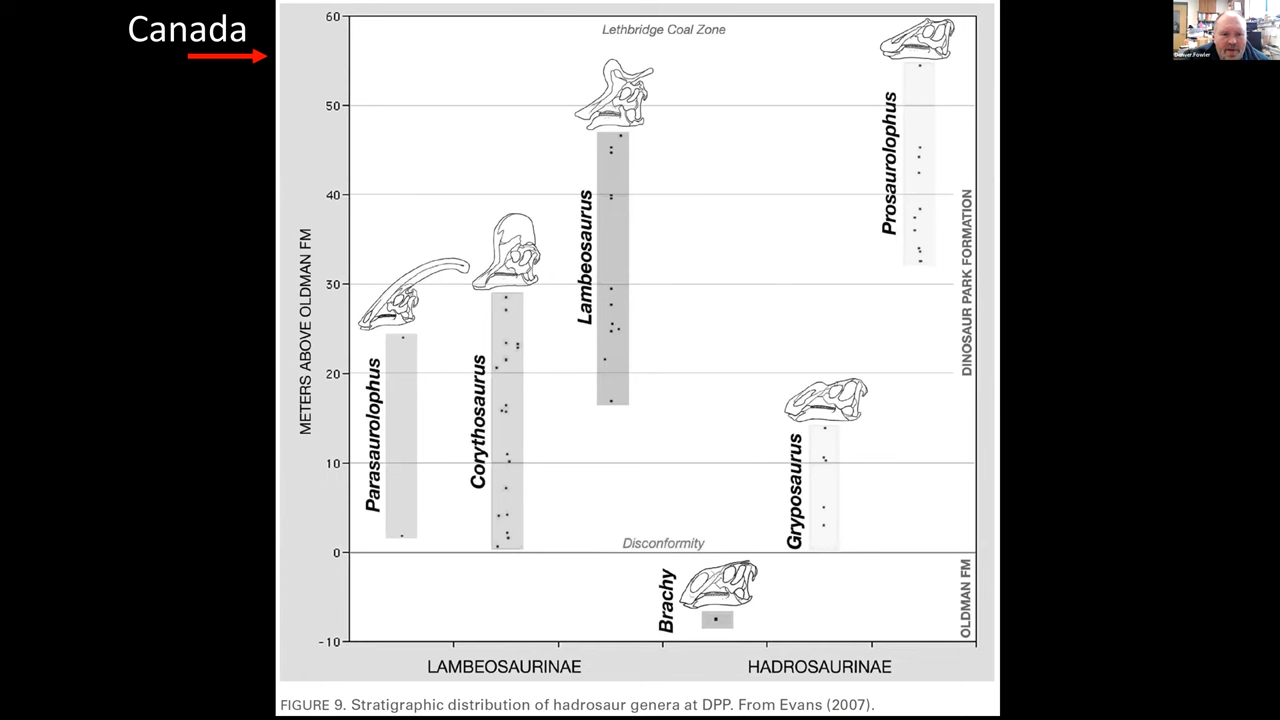 Canada
Denver Fowler
60
50
40
30
20
10
0
-10
METERS ABOVE OLDMAN FM
Lethbridge Coal Zone
Parasaurolophus
Corythosaurus
Lambeosaurus
Brachy
Gryposaurus
Prosaurolophus
Disconformity
DINOSAUR PARK FORMATION
OLDMAN FM
LAMBEOSAURINAE
HADROSAURINAE
FIGURE 9. Stratigraphic distribution of hadrosaur genera at DPP. From Evans (2007).